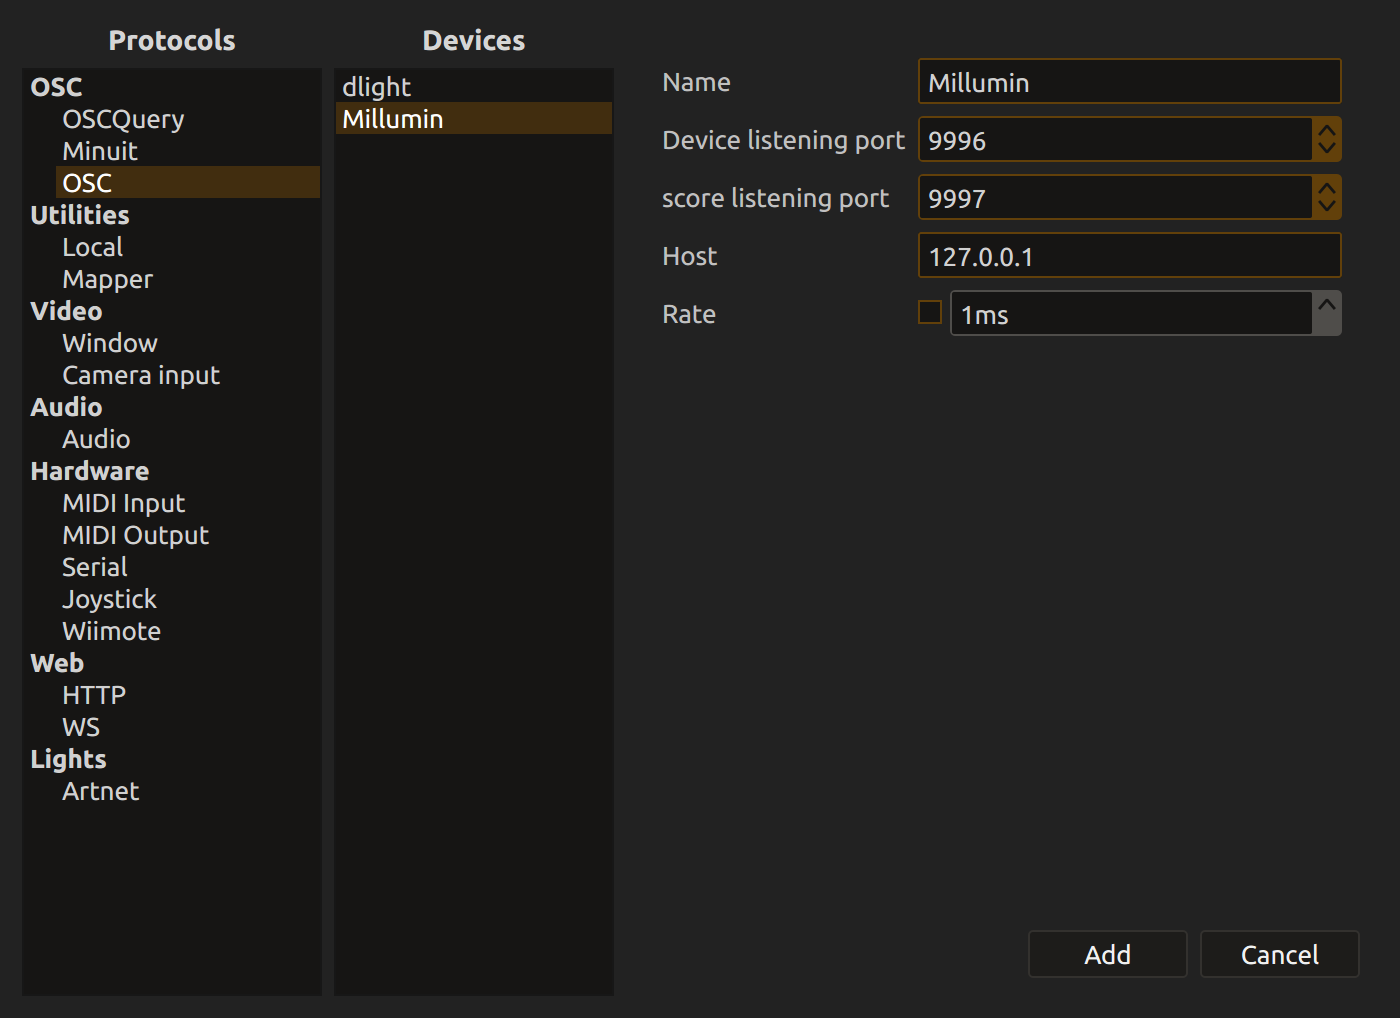 Protocols
OSC
OSCQuery
Minuit
OSC
Utilities
Local
Mapper
Video
Window
Camera input
Audio
Audio
Hardware
MIDI Input
MIDI Output
Serial
Joystick
Wiimote
Web
HTTP
WS
Lights
Artnet
Devices
dlight
Millumin
Name
Millumin
Device listening port
9996
score listening port
9997
Host
127.0.0.1
Rate
1ms
Add
Cancel